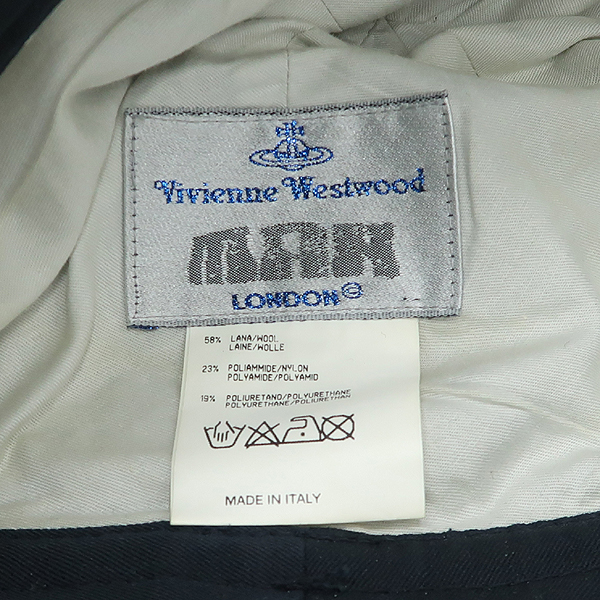 Vivienne Westwood
MAN
LONDON
58% LANA/WOOL
LAINE/WOLLE
23% POLIAMMIDE/NYLON
POLYAMIDE/POLYAMID
19% POLIURETANO/POLYURETHANE
POLYURETHANE/POLIURETHAN
MADE IN ITALY